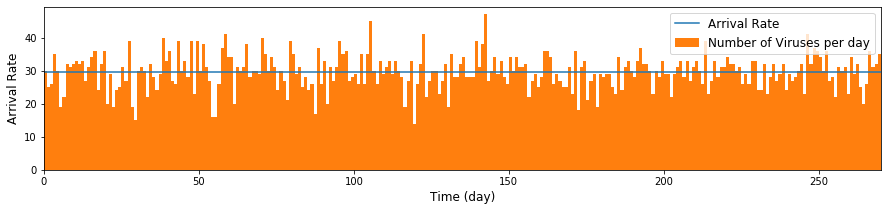 Arrival Rate
Number of Viruses per day
Arrival Rate
40
30
20
10
0
0 50 100 150 200 250
Time (day)